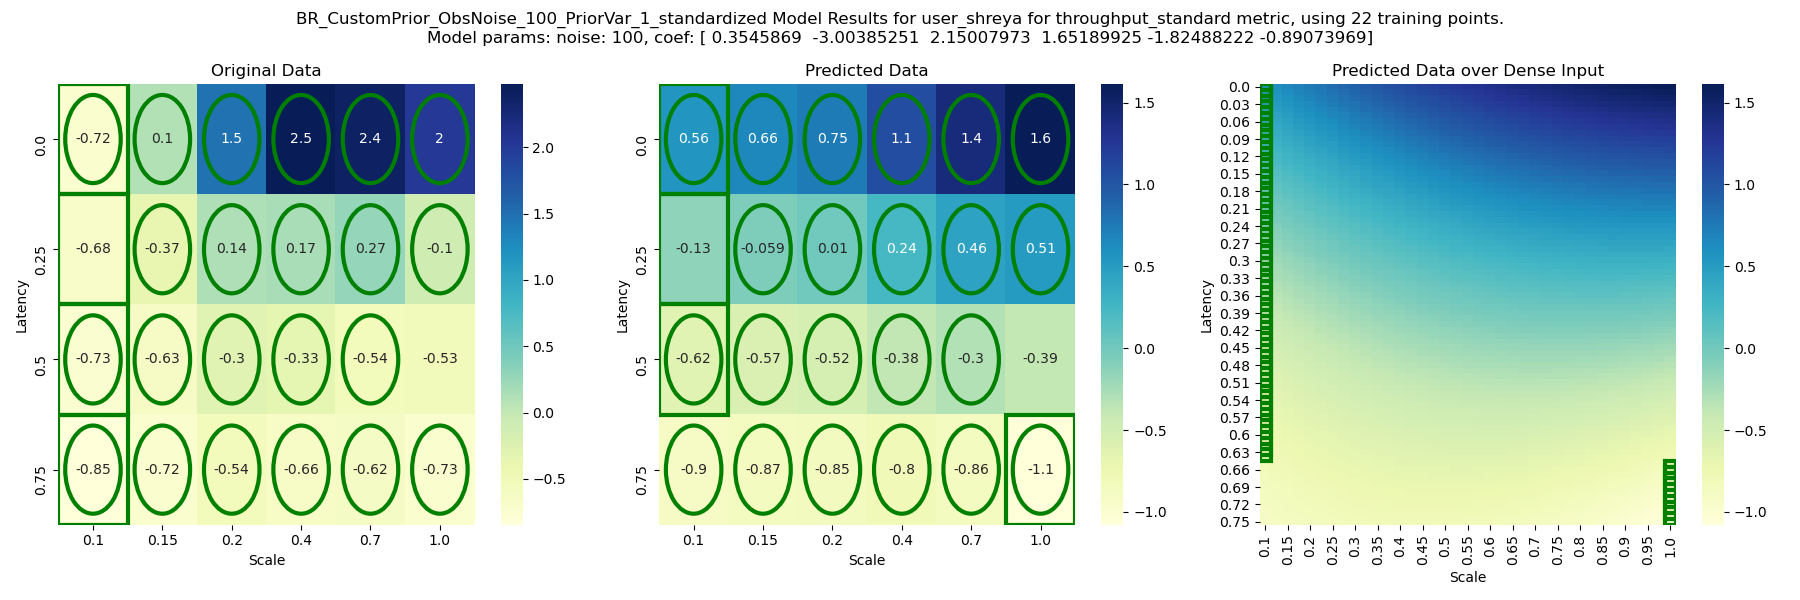 BR_CustomPrior_ObsNoise_100_PriorVar_1_standardized Model Results for user_shreya for throughput_standard metric, using 22 training points.
Model params: noise: 100, coef: [ 0.3545869  -3.00385251  2.15007973  1.65189925 -1.82488222 -0.89073969]
Original Data
Latency
0.0
-0.72 0.1 1.5 2.5 2.4 2
0.25
-0.68 -0.37 0.14 0.17 0.27 -0.1
0.5
-0.73 -0.63 -0.3 -0.33 -0.54 -0.53
0.75
-0.85 -0.72 -0.54 -0.66 -0.62 -0.73
0.1 0.15 0.2 0.4 0.7 1.0
Scale
2.0
1.5
1.0
0.5
0.0
−0.5
Predicted Data
Latency
0.0
0.56 0.66 0.75 1.1 1.4 1.6
0.25
-0.13 -0.059 0.01 0.24 0.46 0.51
0.5
-0.62 -0.57 -0.52 -0.38 -0.3 -0.39
0.75
-0.9 -0.87 -0.85 -0.8 -0.86 -1.1
0.1 0.15 0.2 0.4 0.7 1.0
Scale
1.5
1.0
0.5
0.0
−0.5
−1.0
Predicted Data over Dense Input
Latency
0.0
0.03
0.06
0.09
0.12
0.15
0.18
0.21
0.24
0.27
0.3
0.33
0.36
0.39
0.42
0.45
0.48
0.51
0.54
0.57
0.6
0.63
0.66
0.69
0.72
0.75
0.1 0.15 0.2 0.25 0.3 0.35 0.4 0.45 0.5 0.55 0.6 0.65 0.7 0.75 0.8 0.85 0.9 0.95 1.0
Scale
1.5
1.0
0.5
0.0
−0.5
−1.0